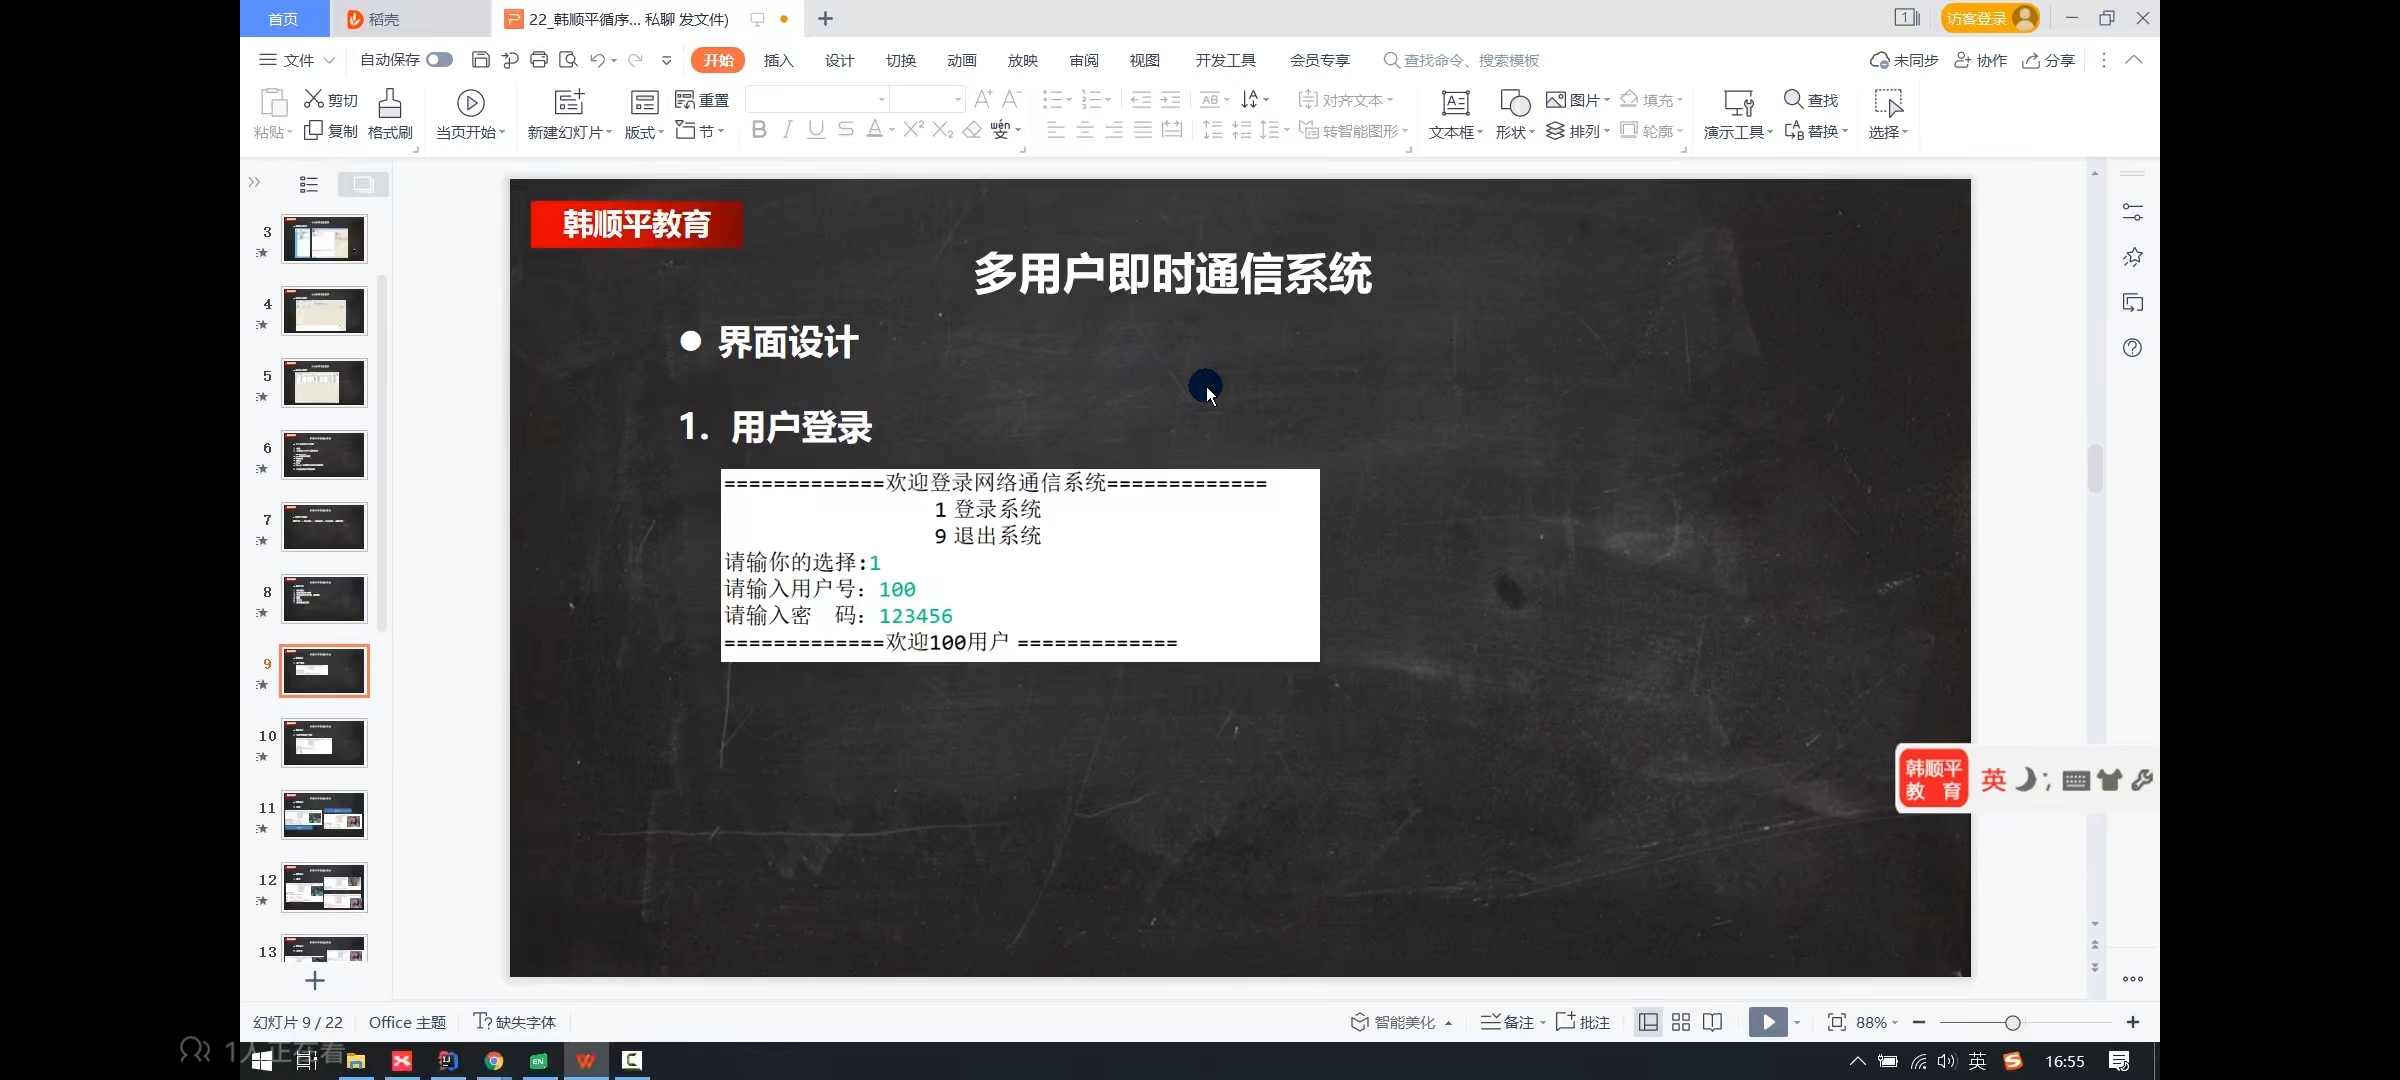 首页
稻壳
22_韩顺平循序... 私聊 发文件)
访客登录
文件
自动保存
开始
插入
设计
切换
动画
放映
审阅
视图
开发工具
会员专享
查找命令、搜索模板
未同步
协作
分享
粘贴
剪切
复制
格式刷
当页开始
新建幻灯片
版式
重置
节
B I U S A X² X₂ wén
AB
对齐文本
转智能图形
文本框
形状
图片
排列
填充
轮廓
演示工具
查找
替换
选择
3
4
5
6
7
8
9
10
11
12
13
韩顺平教育
多用户即时通信系统
● 界面设计
1. 用户登录
=============欢迎登录网络通信系统=============
1 登录系统
9 退出系统
请输你的选择:1
请输入用户号: 100
请输入密 码: 123456
=============欢迎100用户 =============
韩顺平
教 育
英
幻灯片 9 / 22
Office 主题
缺失字体
智能美化
备注
批注
88%
1人正在看
英
16:55